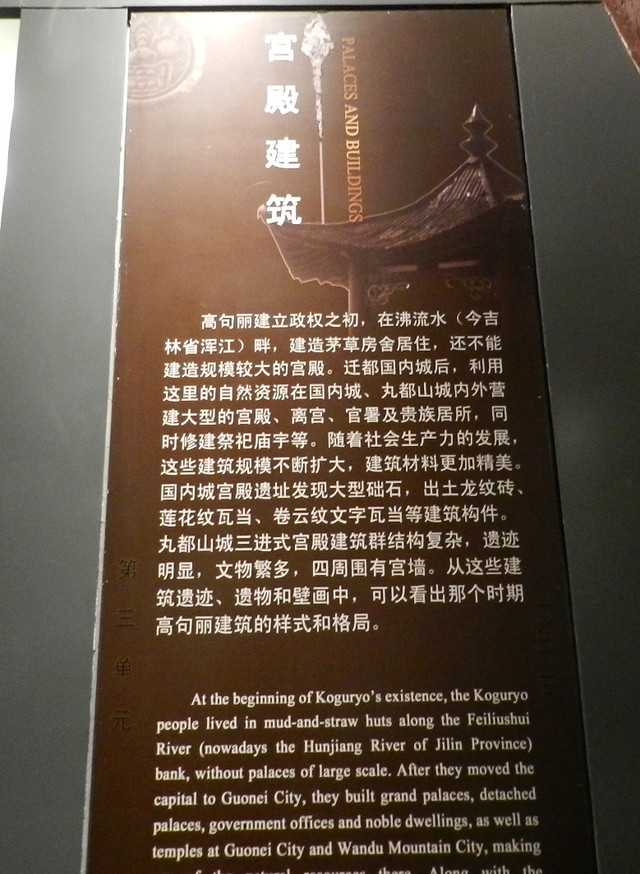 宫殿建筑
PALACES AND BUILDINGS
高句丽建立政权之初，在沸流水（今吉
林省浑江）畔，建造茅草房舍居住，还不能
建造规模较大的宫殿。迁都国内城后，利用
这里的自然资源在国内城、丸都山城内外营
建大型的宫殿、离宫、官署及贵族居所，同
时修建祭祀庙宇等。随着社会生产力的发展，
这些建筑规模不断扩大，建筑材料更加精美。
国内城宫殿遗址发现大型础石，出土龙纹砖、
莲花纹瓦当、卷云纹文字瓦当等建筑构件。
丸都山城三进式宫殿建筑群结构复杂，遗迹
明显，文物繁多，四周围有宫墙。从这些建
筑遗迹、遗物和壁画中，可以看出那个时期
高句丽建筑的样式和格局。
第三单元
At the beginning of Koguryo's existence, the Koguryo
people lived in mud-and-straw huts along the Feiliushui
River (nowadays the Hunjiang River of Jilin Province)
bank, without palaces of large scale. After they moved the
capital to Guonei City, they built grand palaces, detached
palaces, government offices and noble dwellings, as well as
temples at Guonei City and Wandu Mountain City, making
of the natural resources there. Along with the